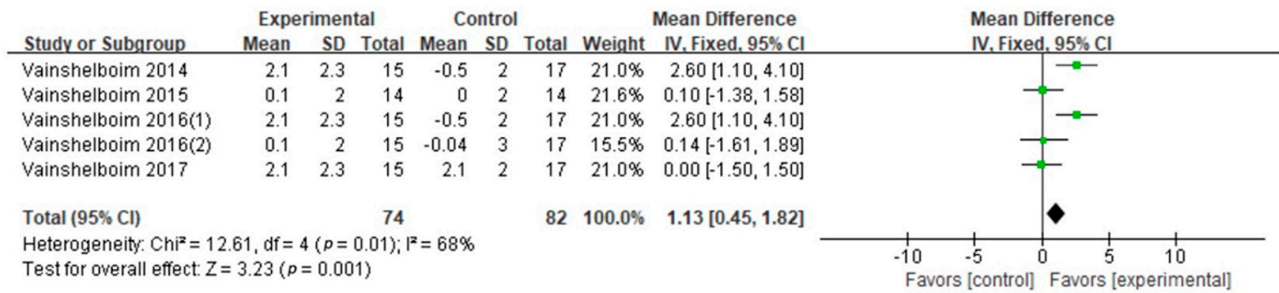 Experimental Control Mean Difference Mean Difference
Study or Subgroup Mean SD Total Mean SD Total Weight IV, Fixed, 95% CI IV, Fixed, 95% CI
Vainshelboim 2014 2.1 2.3 15 -0.5 2 17 21.0% 2.60 [1.10, 4.10]
Vainshelboim 2015 0.1 2 14 0 2 14 21.6% 0.10 [-1.38, 1.58]
Vainshelboim 2016(1) 2.1 2.3 15 -0.5 2 17 21.0% 2.60 [1.10, 4.10]
Vainshelboim 2016(2) 0.1 2 15 -0.04 3 17 15.5% 0.14 [-1.61, 1.89]
Vainshelboim 2017 2.1 2.3 15 2.1 2 17 21.0% 0.00 [-1.50, 1.50]
Total (95% CI) 74 82 100.0% 1.13 [0.45, 1.82]
Heterogeneity: Chi² = 12.61, df = 4 (p = 0.01); I² = 68%
Test for overall effect: Z = 3.23 (p = 0.001)
-10 -5 0 5 10
Favors [control] Favors [experimental]